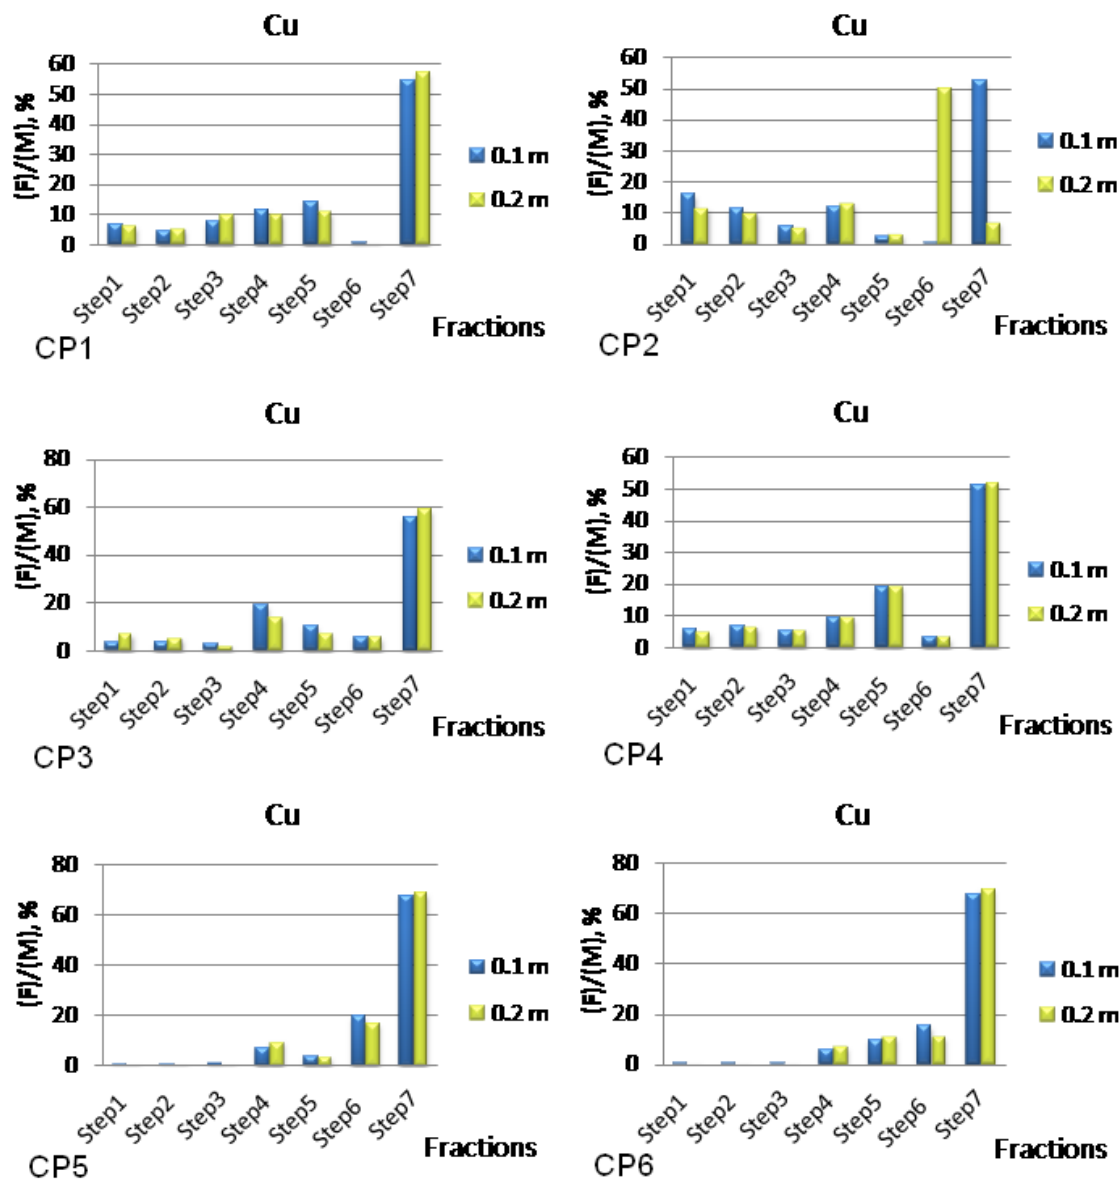 Cu
(F)/(M), %
60
50
40
30
20
10
0
Step1
Step2
Step3
Step4
Step5
Step6
Step7
0.1 m
0.2 m
Fractions
CP1
Cu
(F)/(M), %
60
50
40
30
20
10
0
Step1
Step2
Step3
Step4
Step5
Step6
Step7
0.1 m
0.2 m
Fractions
CP2
Cu
(F)/(M), %
80
60
40
20
0
Step1
Step2
Step3
Step4
Step5
Step6
Step7
0.1 m
0.2 m
Fractions
CP3
Cu
(F)/(M), %
60
50
40
30
20
10
0
Step1
Step2
Step3
Step4
Step5
Step6
Step7
0.1 m
0.2 m
Fractions
CP4
Cu
(F)/(M), %
80
60
40
20
0
Step1
Step2
Step3
Step4
Step5
Step6
Step7
0.1 m
0.2 m
Fractions
CP5
Cu
(F)/(M), %
80
60
40
20
0
Step1
Step2
Step3
Step4
Step5
Step6
Step7
0.1 m
0.2 m
Fractions
CP6